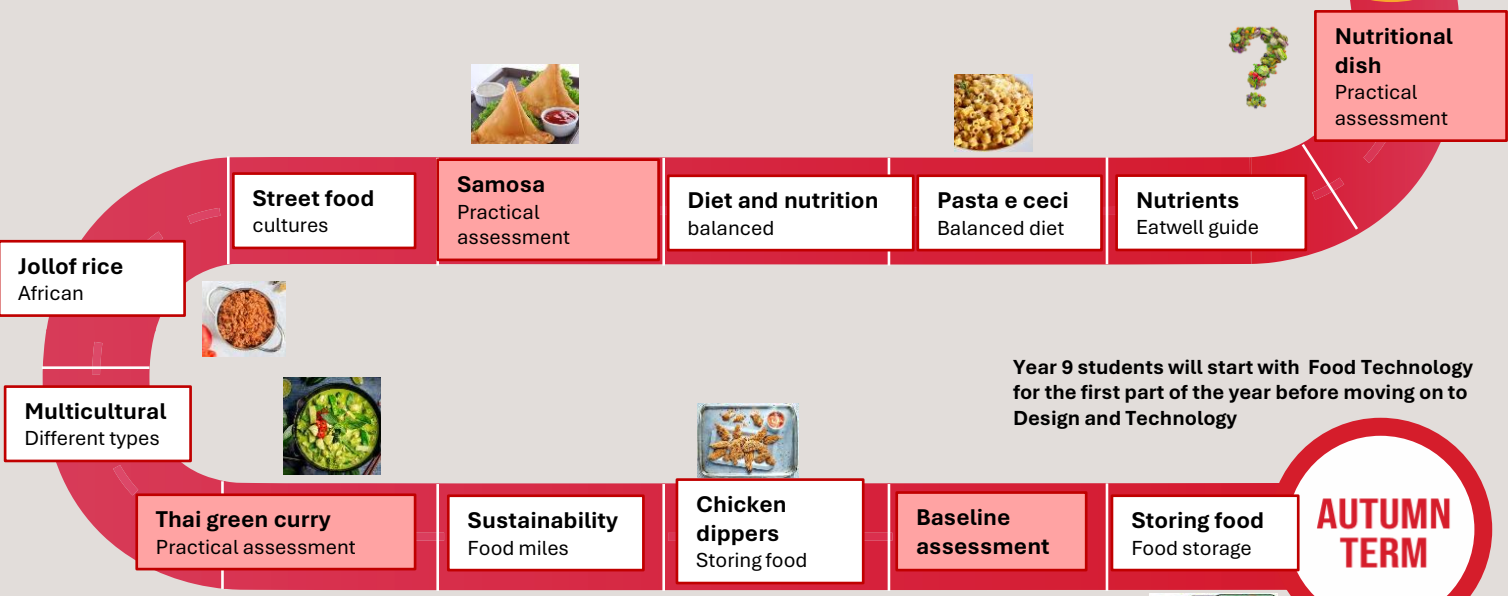 Nutritional
dish
Practical
assessment
Street food
cultures
Samosa
Practical
assessment
Diet and nutrition
balanced
Pasta e ceci
Balanced diet
Nutrients
Eatwell guide
Jollof rice
African
Multicultural
Different types
Year 9 students will start with Food Technology
for the first part of the year before moving on to
Design and Technology
Thai green curry
Practical assessment
Sustainability
Food miles
Chicken
dippers
Storing food
Baseline
assessment
Storing food
Food storage
AUTUMN
TERM